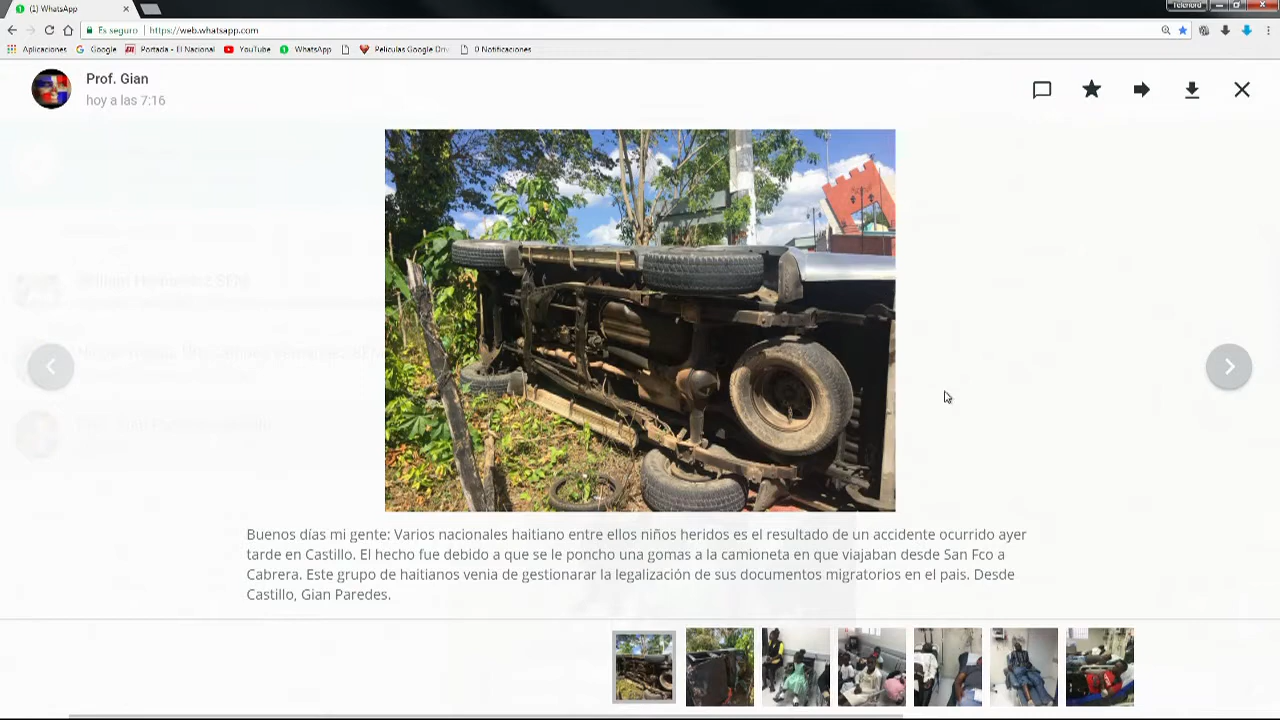 (1) WhatsApp
Telenord
Es seguro | https://web.whatsapp.com
Aplicaciones Google Portada - El Nacional YouTube WhatsApp Peliculas Google Dri 0 Notificaciones
Prof. Gian
hoy a las 7:16
Buenos días mi gente: Varios nacionales haitiano entre ellos niños heridos es el resultado de un accidente ocurrido ayer
tarde en Castillo. El hecho fue debido a que se le poncho una gomas a la camioneta en que viajaban desde San Fco a
Cabrera. Este grupo de haitianos venia de gestionarar la legalización de sus documentos migratorios en el pais. Desde
Castillo, Gian Paredes.